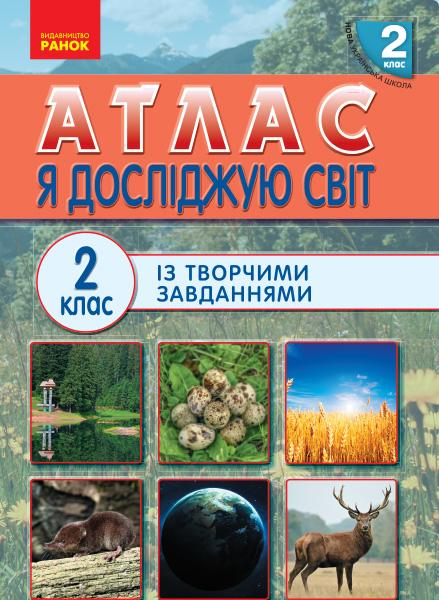 ВИДАВНИЦТВО
РАНОК
НОВА УКРАЇНСЬКА ШКОЛА
2
клас
АТЛАС
Я ДОСЛІДЖУЮ СВІТ
2
клас
ІЗ ТВОРЧИМИ
ЗАВДАННЯМИ